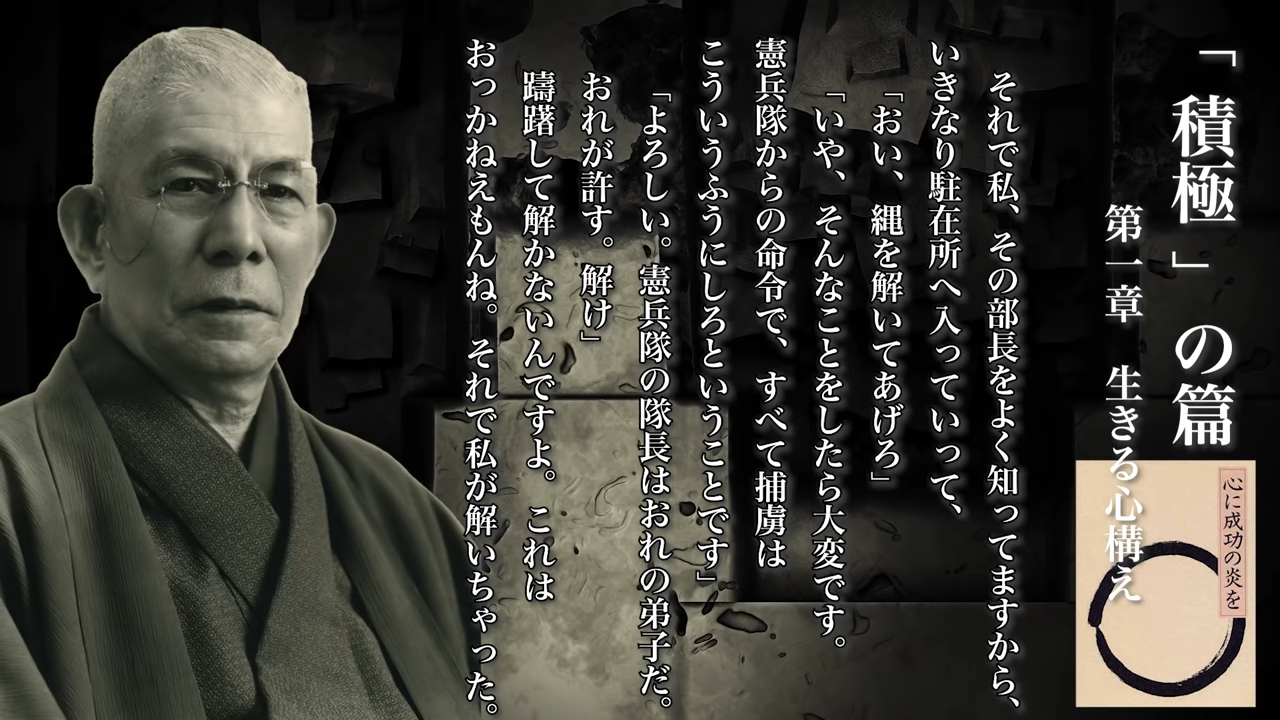 「積極」の篇
第一章 生きる心構え
心に成功の炎を
それで私、その部長をよく知ってますから、
いきなり駐在所へ入っていって、
「おい、縄を解いてあげろ」
「いや、そんなことをしたら大変です。
憲兵隊からの命令で、すべて捕虜は
こういうふうにしろということです」
「よろしい。憲兵隊の隊長はおれの弟子だ。
おれが許す。解け」
躊躇して解かないんですよ。これは
おっかねえもんね。それで私が解いちゃった。